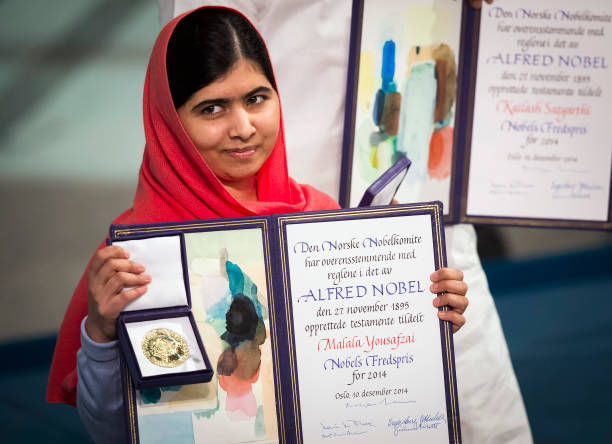 Den Norske Nobelkomite
har overensstemmende med
reglene i det av
ALFRED NOBEL
den 27 november 1895
opprettede testamente tildelt
Kailash Satyarthi
Nobels Fredspris
for 2014
Oslo, 10 desember 2014
Den Norske Nobelkomite
har overensstemmende med
reglene i det av
ALFRED NOBEL
den 27 november 1895
opprettede testamente tildelt
Malala Yousafzai
Nobels Fredspris
for 2014
Oslo, 10 desember 2014